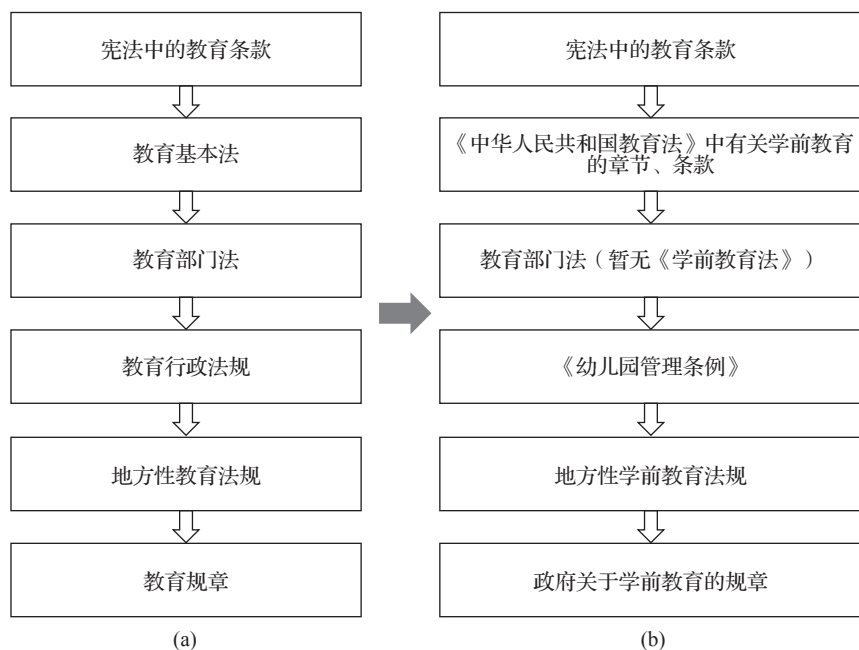 宪法中的教育条款
教育基本法
教育部门法
教育行政法规
地方性教育法规
教育规章
(a)
宪法中的教育条款
《中华人民共和国教育法》中有关学前教育
的章节、条款
教育部门法（暂无《学前教育法》）
《幼儿园管理条例》
地方性学前教育法规
政府关于学前教育的规章
(b)